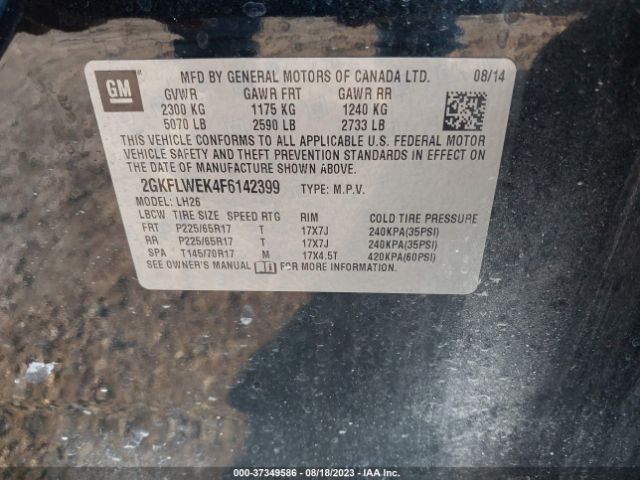 GM MFD BY GENERAL MOTORS OF CANADA LTD. 08/14
GVWR GAWR FRT GAWR RR
2300 KG 1175 KG 1240 KG
5070 LB 2590 LB 2733 LB
THIS VEHICLE CONFORMS TO ALL APPLICABLE U.S. FEDERAL MOTOR
VEHICLE SAFETY AND THEFT PREVENTION STANDARDS IN EFFECT ON
THE DATE OF MANUFACTURE SHOWN ABOVE.
2GKFLWEK4F6142399 TYPE: M.P.V.
MODEL: LH26
LBCW TIRE SIZE SPEED RTG RIM COLD TIRE PRESSURE
FRT P225/65R17 T 17X7J 240KPA(35PSI)
RR P225/65R17 T 17X7J 240KPA(35PSI)
SPA T145/70R17 M 17X4.5T 420KPA(60PSI)
SEE OWNER'S MANUAL FOR MORE INFORMATION.
000-37349586 - 08/18/2023 - IAA Inc.